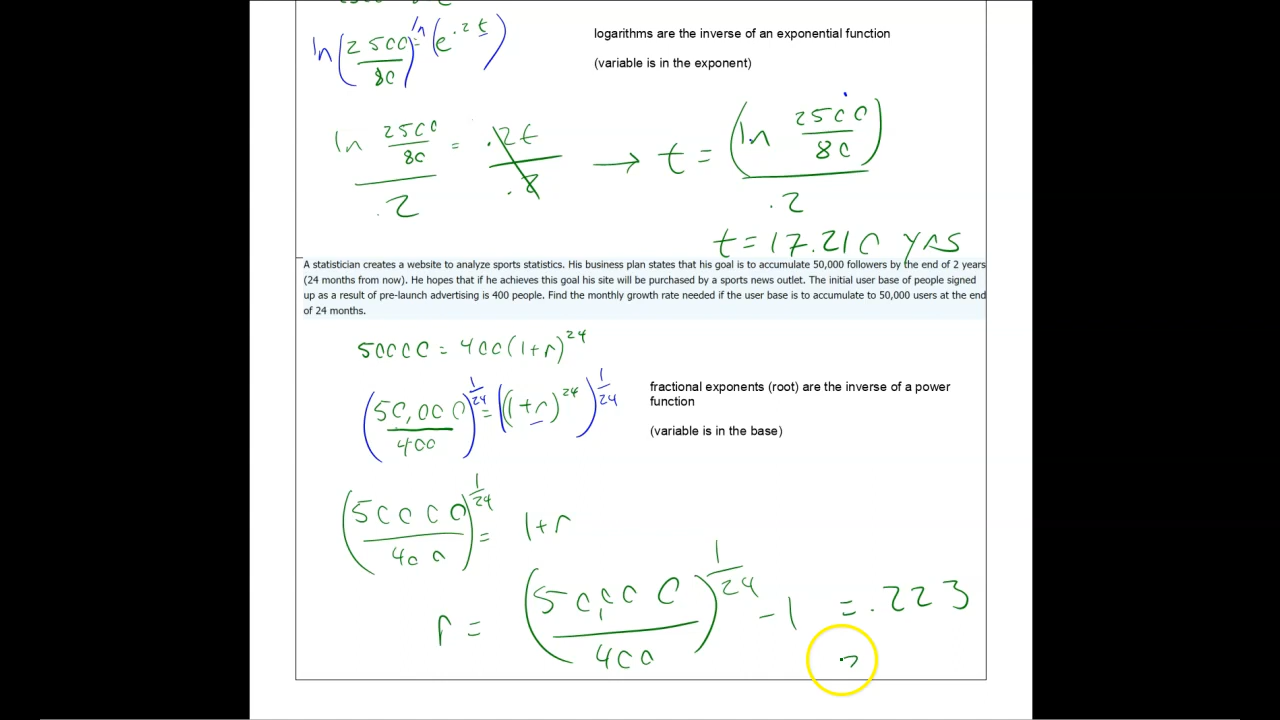 ln(2500/80) = ln(e^.2t)
logarithms are the inverse of an exponential function
(variable is in the exponent)
ln 2500/80 / .2 = .2t / .2 → t = (ln 2500/80) / .2
t = 17.210 yrs
A statistician creates a website to analyze sports statistics. His business plan states that his goal is to accumulate 50,000 followers by the end of 2 years
(24 months from now). He hopes that if he achieves this goal his site will be purchased by a sports news outlet. The initial user base of people signed
up as a result of pre-launch advertising is 400 people. Find the monthly growth rate needed if the user base is to accumulate to 50,000 users at the end
of 24 months.
50000 = 400(1+r)^24
(50,000/400)^1/24 = ((1+r)^24)^1/24
fractional exponents (root) are the inverse of a power
function
(variable is in the base)
(50000/400)^1/24 = 1+r
r = (50,000/400)^1/24 - 1 = .223